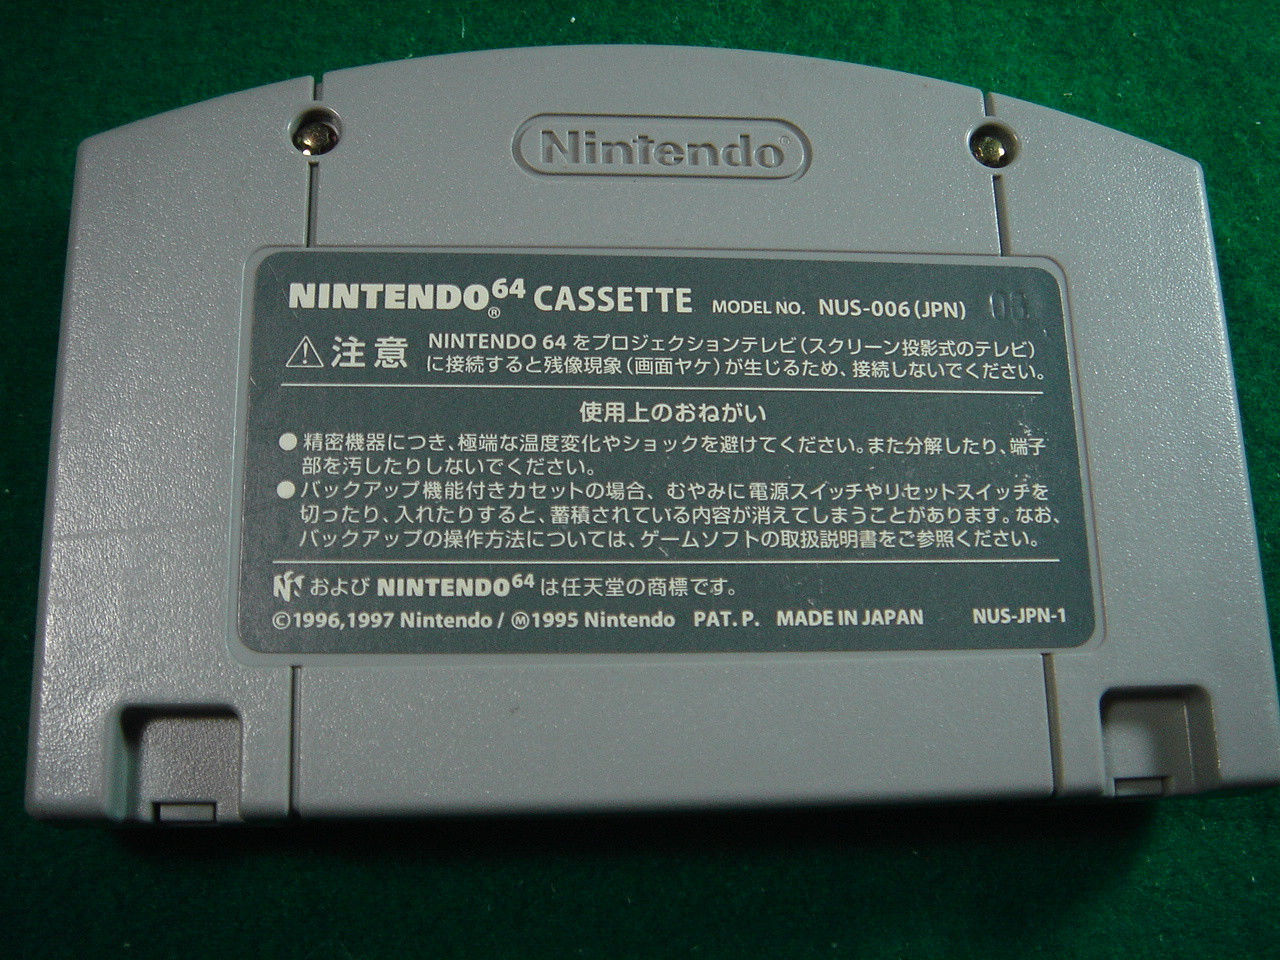 Nintendo®
NINTENDO64® CASSETTE MODEL NO. NUS-006(JPN)
⚠注意 NINTENDO 64をプロジェクションテレビ(スクリーン投影式のテレビ)
に接続すると残像現象(画面ヤケ)が生じるため、接続しないでください。
使用上のおねがい
●精密機器につき、極端な温度変化やショックを避けてください。また分解したり、端子
部を汚したりしないでください。
●バックアップ機能付きカセットの場合、むやみに電源スイッチやリセットスイッチを
切ったり、入れたりすると、蓄積されている内容が消えてしまうことがあります。なお、
バックアップの操作方法については、ゲームソフトの取扱説明書をご参照ください。
および NINTENDO64 は任天堂の商標です。
©1996,1997 Nintendo / Ⓜ1995 Nintendo PAT. P. MADE IN JAPAN NUS-JPN-1